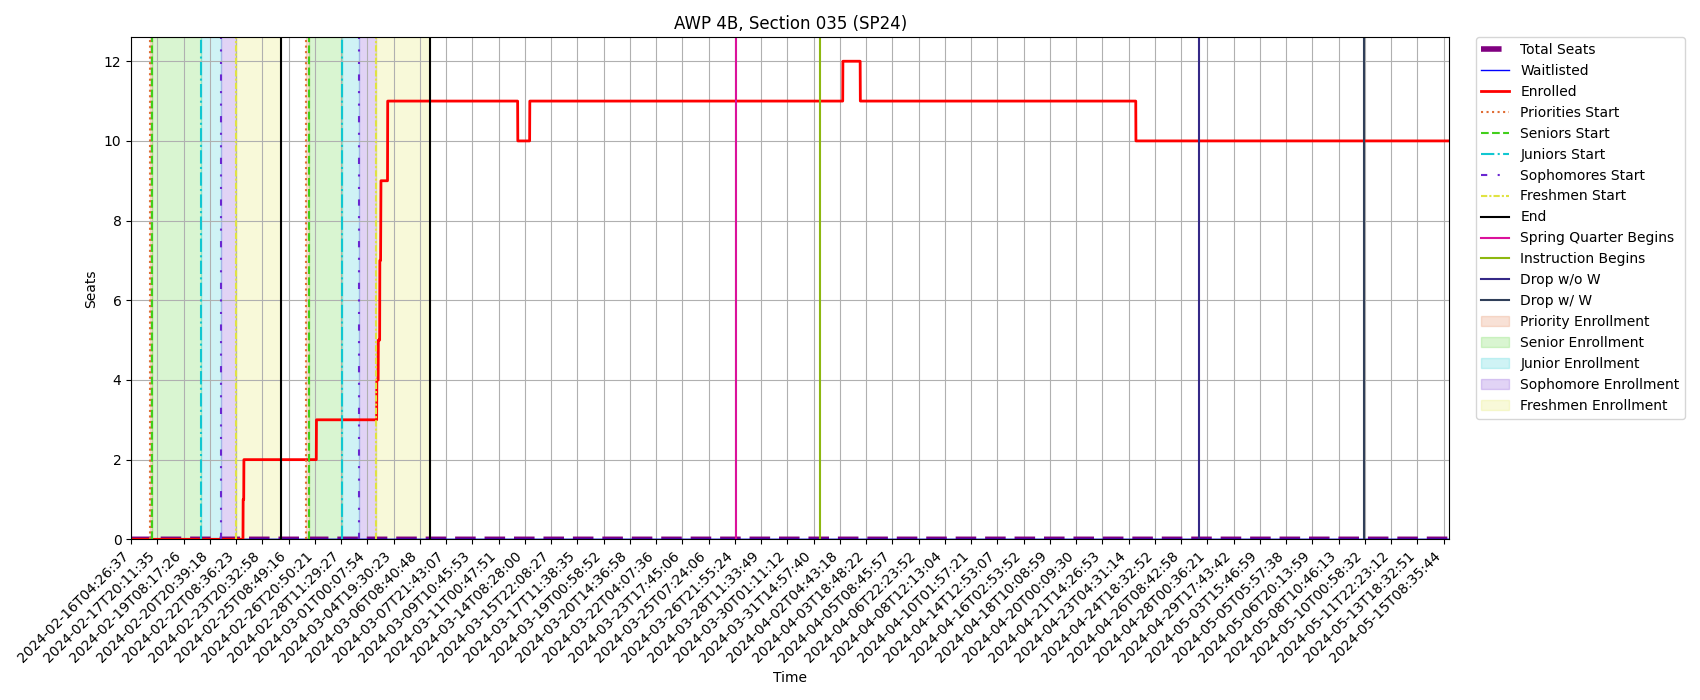 AWP 4B, Section 035 (SP24)
12
10
8
6
4
2
0
Seats
2024-02-16T04:26:37
2024-02-17T20:11:35
2024-02-19T08:17:26
2024-02-20T20:39:18
2024-02-22T08:36:23
2024-02-23T20:32:58
2024-02-25T08:49:16
2024-02-26T20:50:21
2024-02-28T11:29:27
2024-03-01T00:07:54
2024-03-04T19:30:23
2024-03-06T08:40:48
2024-03-07T21:43:07
2024-03-09T10:45:53
2024-03-11T00:47:51
2024-03-14T08:28:00
2024-03-15T22:08:27
2024-03-17T11:38:35
2024-03-19T00:58:52
2024-03-20T14:36:58
2024-03-22T04:07:36
2024-03-23T17:45:06
2024-03-25T07:24:06
2024-03-26T21:55:24
2024-03-28T11:33:49
2024-03-30T01:11:12
2024-03-31T14:57:40
2024-04-02T04:43:18
2024-04-03T18:48:22
2024-04-05T08:45:57
2024-04-06T22:23:52
2024-04-08T12:13:04
2024-04-10T01:57:21
2024-04-14T12:53:07
2024-04-16T02:53:52
2024-04-18T10:08:59
2024-04-20T00:09:30
2024-04-21T14:26:53
2024-04-23T04:31:14
2024-04-24T18:32:52
2024-04-26T08:42:58
2024-04-28T00:36:21
2024-04-29T17:43:42
2024-05-03T15:46:59
2024-05-05T05:57:38
2024-05-06T20:13:59
2024-05-08T10:46:13
2024-05-10T00:58:32
2024-05-11T22:23:12
2024-05-13T18:32:51
2024-05-15T08:35:44
Time
Total Seats
Waitlisted
Enrolled
Priorities Start
Seniors Start
Juniors Start
Sophomores Start
Freshmen Start
End
Spring Quarter Begins
Instruction Begins
Drop w/o W
Drop w/ W
Priority Enrollment
Senior Enrollment
Junior Enrollment
Sophomore Enrollment
Freshmen Enrollment